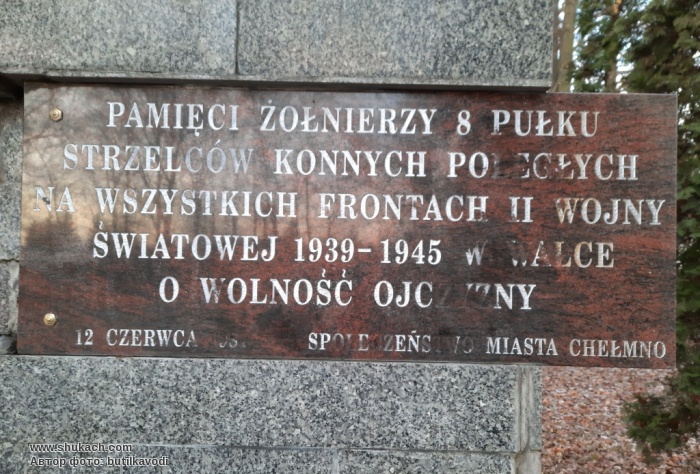 PAMIĘCI ŻOŁNIERZY 8 PUŁKU
STRZELCÓW KONNYCH POLEGŁYCH
NA WSZYSTKICH FRONTACH II WOJNY
ŚWIATOWEJ 1939-1945 W WALCE
O WOLNOŚĆ OJCZYZNY
12 CZERWCA SPOŁECZEŃSTWO MIASTA CHEŁMNO
www.shukach.com
Автор фото: butilkavodi